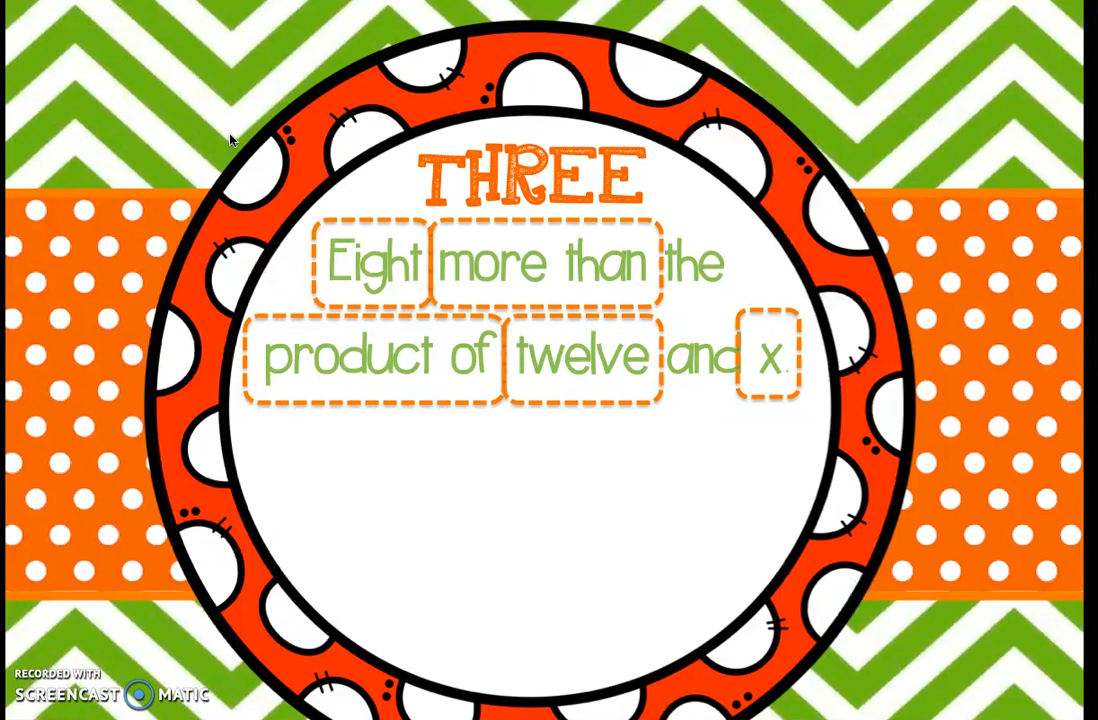 THREE
Eight more than the
product of twelve and x.
RECORDED WITH
SCREENCAST MATIC